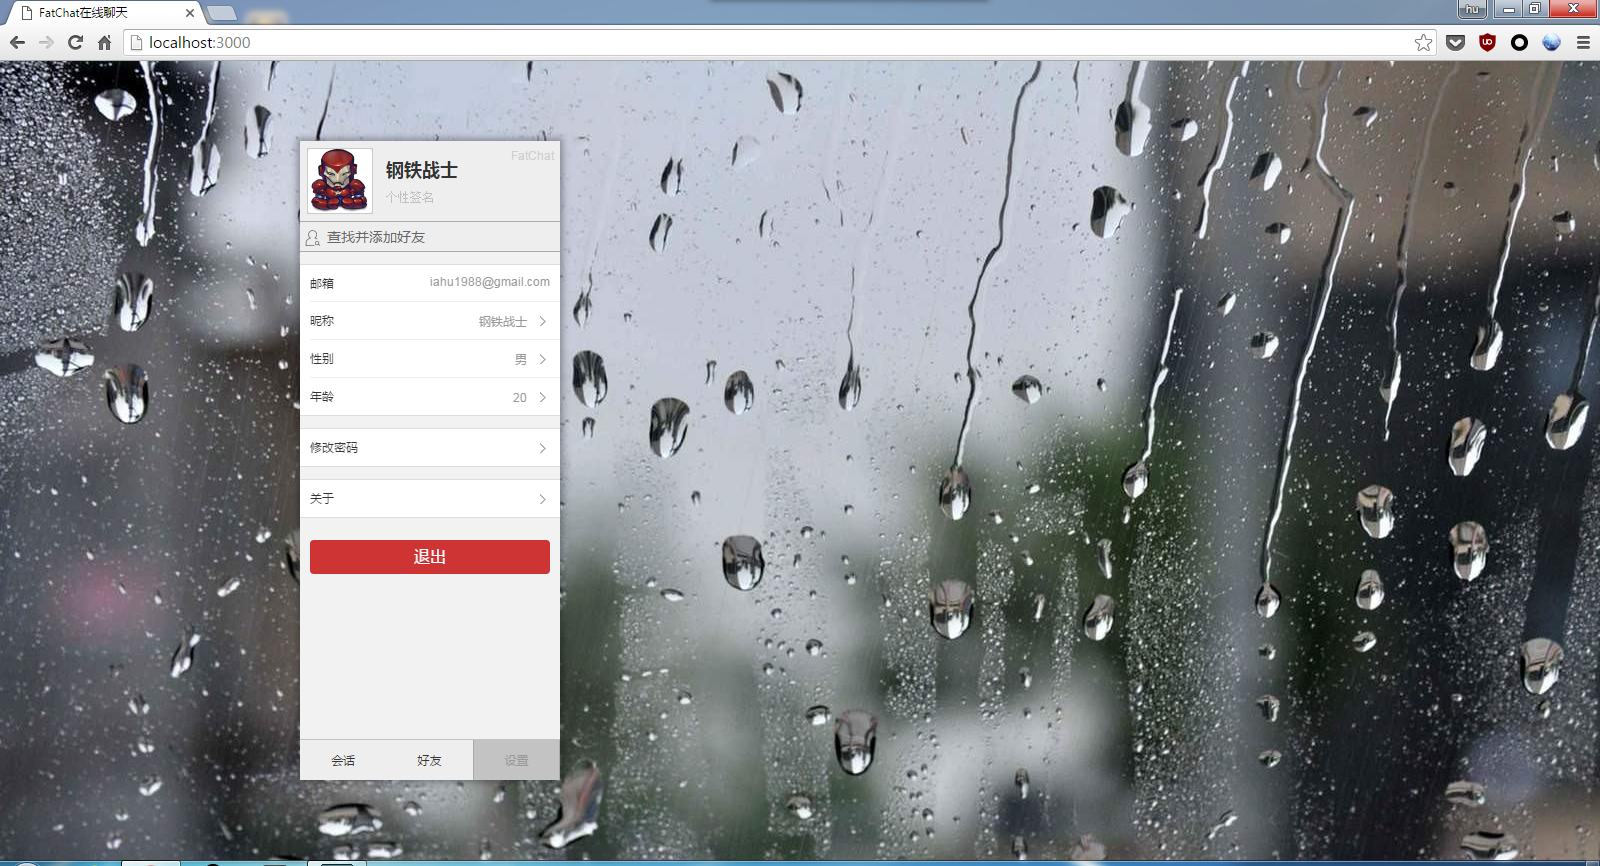 FatChat在线聊天
hu
localhost:3000
FatChat
钢铁战士
个性签名
查找并添加好友
邮箱 iahu1988@gmail.com
昵称 钢铁战士
性别 男
年龄 20
修改密码
关于
退出
会话 好友 设置